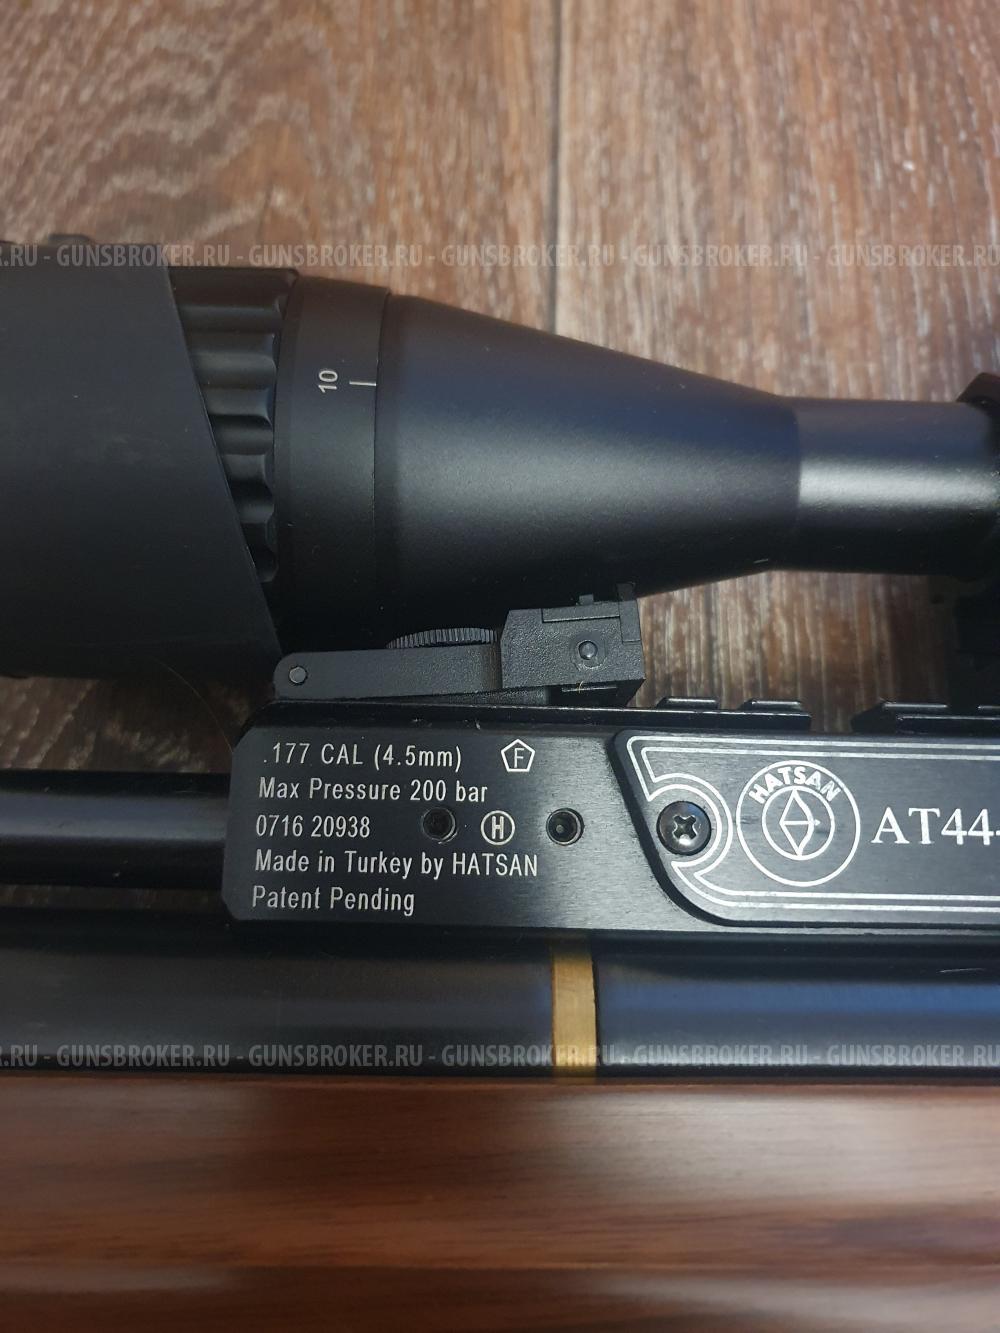 .RU - GUNSBROKER.RU - GUNSBROKER.RU - GUNSBROKER.RU - GUNSBROKER.RU - GUNSBROKER.RU
10
.177 CAL (4.5mm) F
Max Pressure 200 bar
0716 20938 H
Made in Turkey by HATSAN
Patent Pending
HATSAN
AT44-
.RU - GUNSBROKER.RU - GUNSBROKER.RU - GUNSBROKER.RU - GUNSBROKER.RU - GUNSBROKER.RU